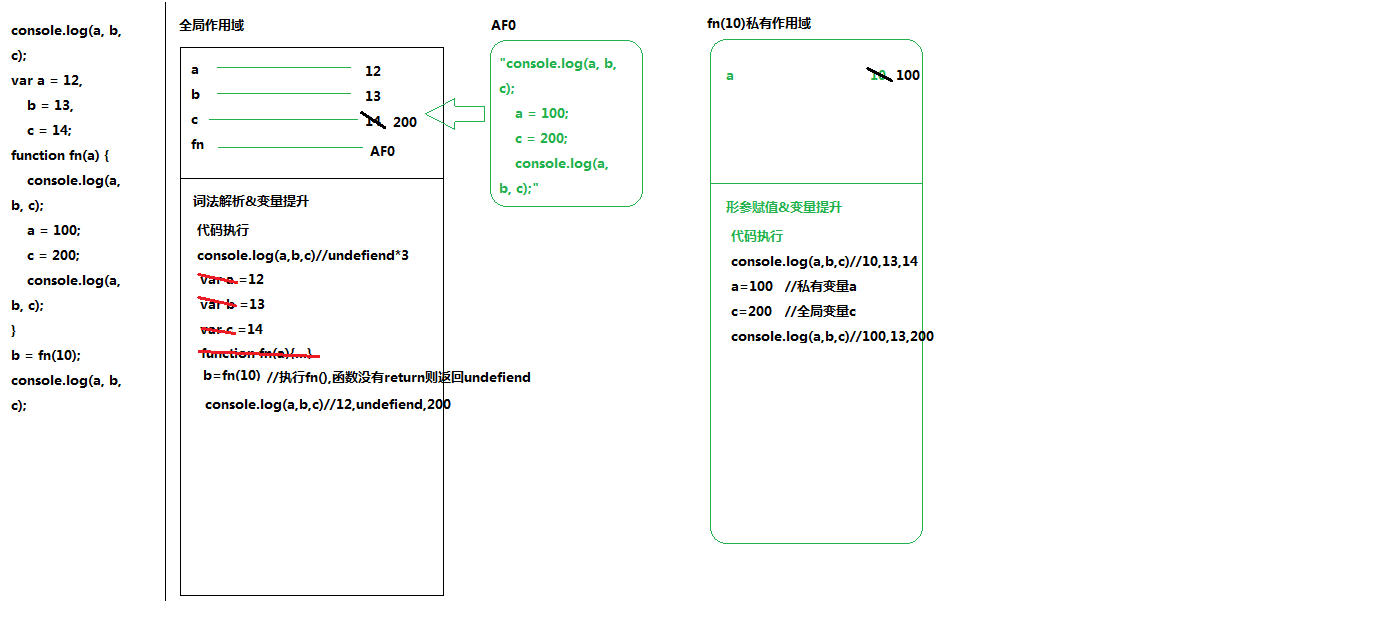 console.log(a, b,
c);
var a = 12,
b = 13,
c = 14;
function fn(a) {
console.log(a,
b, c);
a = 100;
c = 200;
console.log(a,
b, c);
}
b = fn(10);
console.log(a, b,
c);
全局作用域
a 12
b 13
c 14 200
fn AF0
词法解析&变量提升
代码执行
console.log(a,b,c)//undefiend*3
var a =12
var b =13
var c =14
function fn(a){...}
b=fn(10) //执行fn(),函数没有return则返回undefiend
console.log(a,b,c)//12,undefiend,200
AF0
"console.log(a, b,
c);
a = 100;
c = 200;
console.log(a,
b, c);"
fn(10)私有作用域
a 10 100
形参赋值&变量提升
代码执行
console.log(a,b,c)//10,13,14
a=100 //私有变量a
c=200 //全局变量c
console.log(a,b,c)//100,13,200